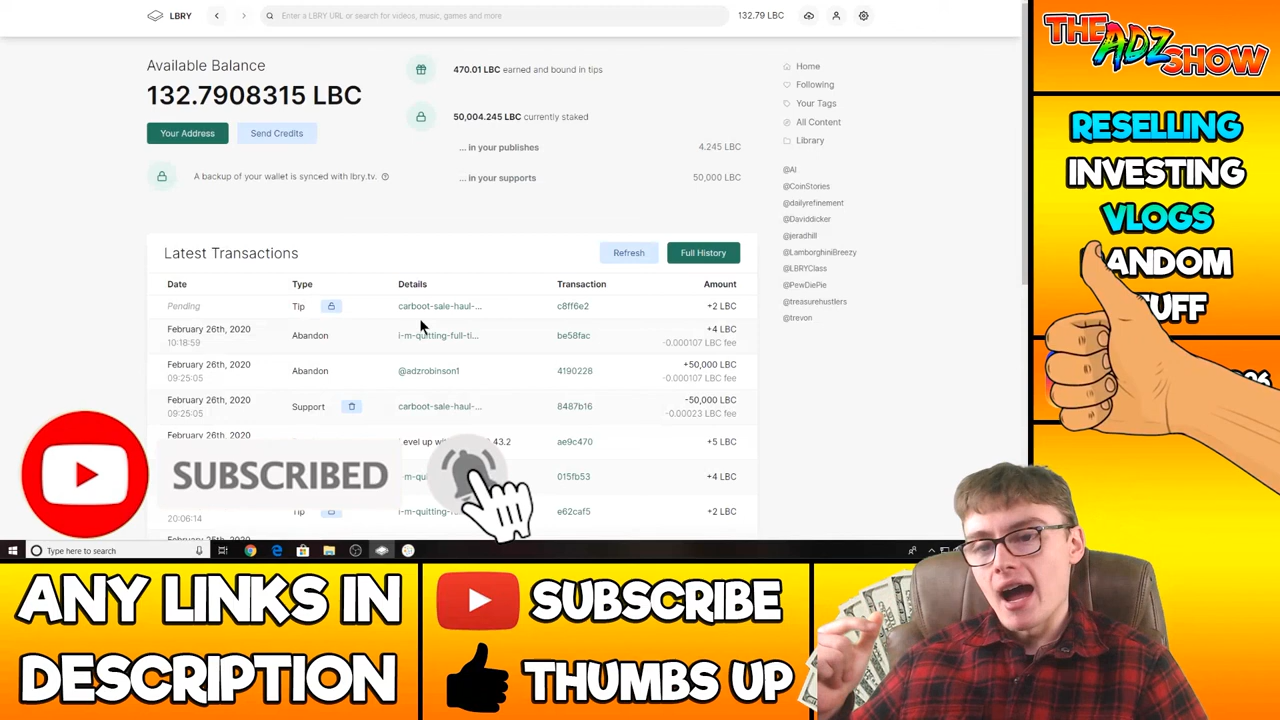 LBRY
Enter a LBRY URL or search for videos, music, games and more
132.79 LBC
Available Balance
132.7908315 LBC
Your Address
Send Credits
A backup of your wallet is synced with lbry.tv.
470.01 LBC earned and bound in tips
50,004.245 LBC currently staked
... in your publishes 4.245 LBC
... in your supports 50,000 LBC
Home
Following
Your Tags
All Content
Library
@AI
@CoinStories
@dailyrefinement
@Daviddicker
@jeradhill
@LamborghiniBreezy
@LBRYClass
@PewDiePie
@treasurehustlers
@trevon
Latest Transactions
Refresh
Full History
Date Type Details Transaction Amount
Pending Tip carboot-sale-haul-... c8ff6e2 +2 LBC
February 26th, 2020 +4 LBC
10:18:59 Abandon i-m-quitting-full-ti... be58fac -0.000107 LBC fee
February 26th, 2020 +50,000 LBC
09:25:05 Abandon @adzrobinson1 4190228 -0.000107 LBC fee
February 26th, 2020 -50,000 LBC
09:25:05 Support carboot-sale-haul-... 8487b16 -0.00023 LBC fee
February 26th, 2020 ae9c470 +5 LBC
015fb53 +4 LBC
20:06:14 Tip e62caf5 +2 LBC
SUBSCRIBED
Type here to search
THE ADZ SHOW
RESELLING
INVESTING
VLOGS
ANDOM
ANY LINKS IN
DESCRIPTION
SUBSCRIBE
THUMBS UP